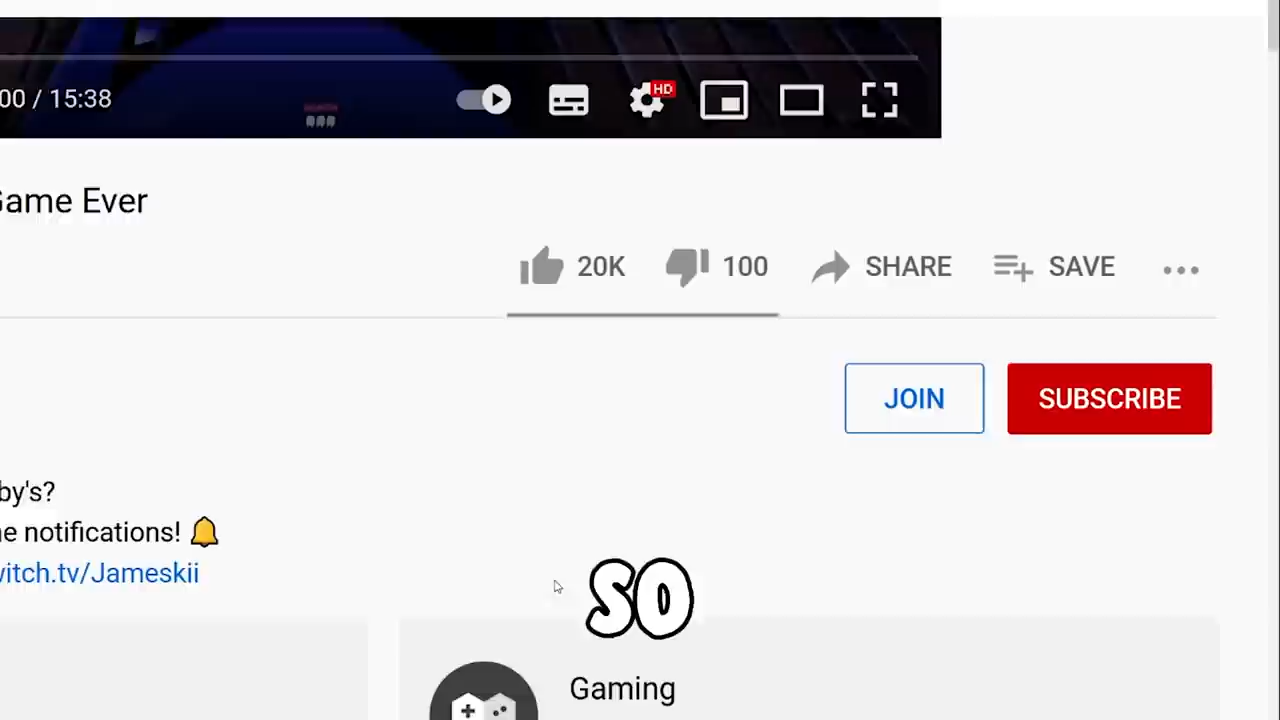 00 / 15:38
HD
Game Ever
20K 100 SHARE SAVE
JOIN SUBSCRIBE
by's?
e notifications! 🔔
witch.tv/Jameskii
SO
Gaming